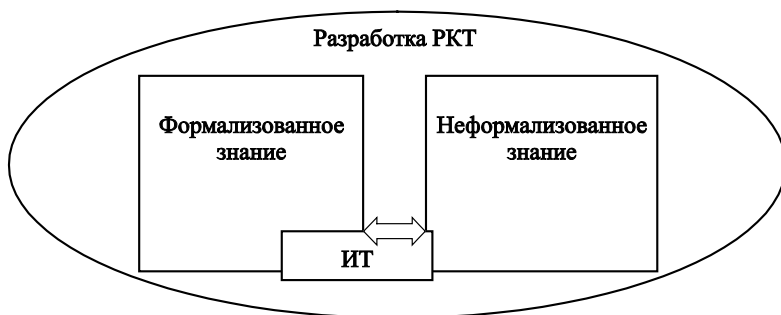 Разработка РКТ
Формализованное
знание
Неформализованное
знание
ИТ